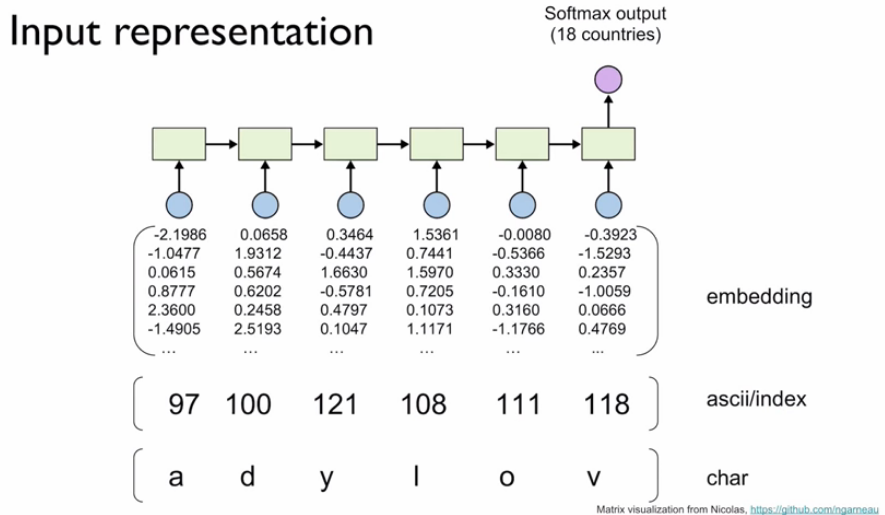 Input representation
Softmax output
(18 countries)
-2.1986 0.0658 0.3464 1.5361 -0.0080 -0.3923
-1.0477 1.9312 -0.4437 0.7441 -0.5366 -1.5293
0.0615 0.5674 1.6630 1.5970 0.3330 0.2357
0.8777 0.6202 -0.5781 0.7205 -0.1610 -1.0059
2.3600 0.2458 0.4797 0.1073 0.3160 0.0666
-1.4905 2.5193 0.1047 1.1171 -1.1766 0.4769
... ... ... ... ... ...
embedding
97 100 121 108 111 118
ascii/index
a d y l o v
char
Matrix visualization from Nicolas, https://github.com/ngarneau